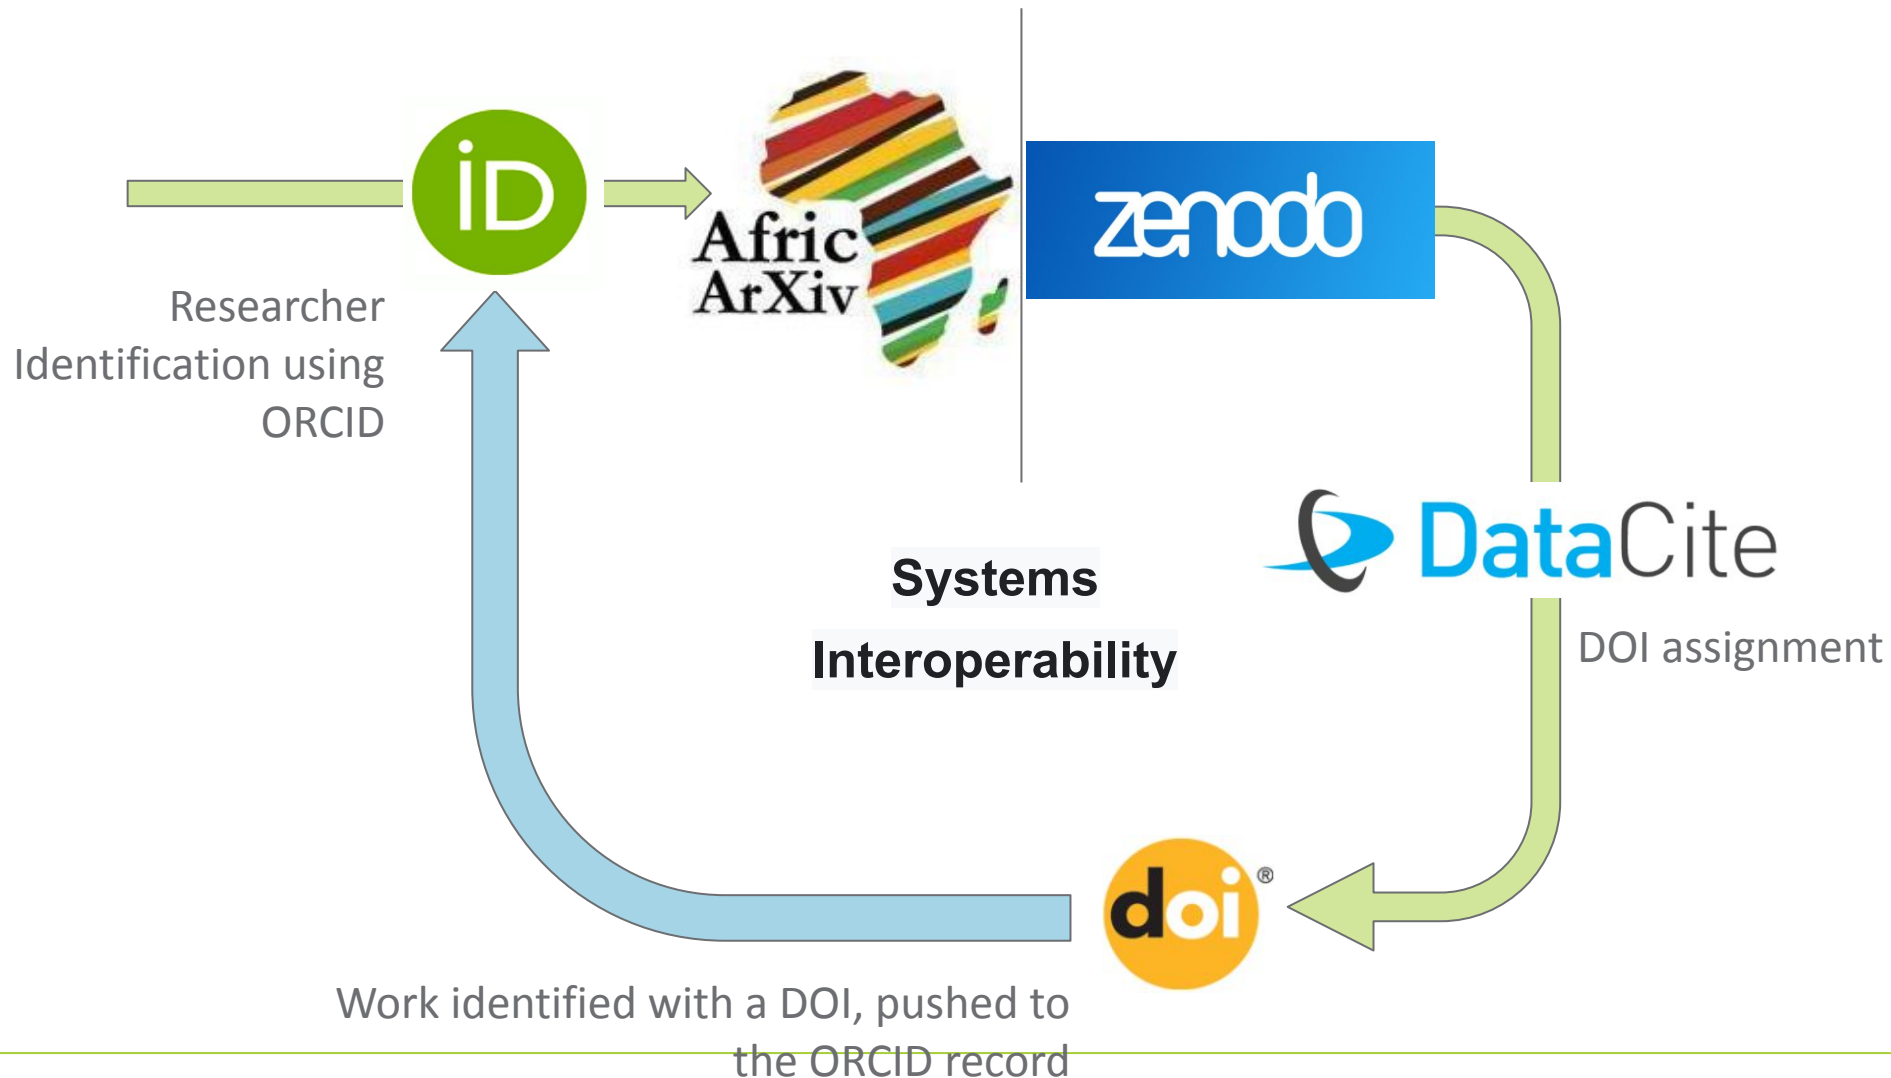 iD
Afric
ArXiv
zenodo
Researcher
Identification using
ORCID
DataCite
Systems
Interoperability
DOI assignment
doi®
Work identified with a DOI, pushed to
the ORCID record